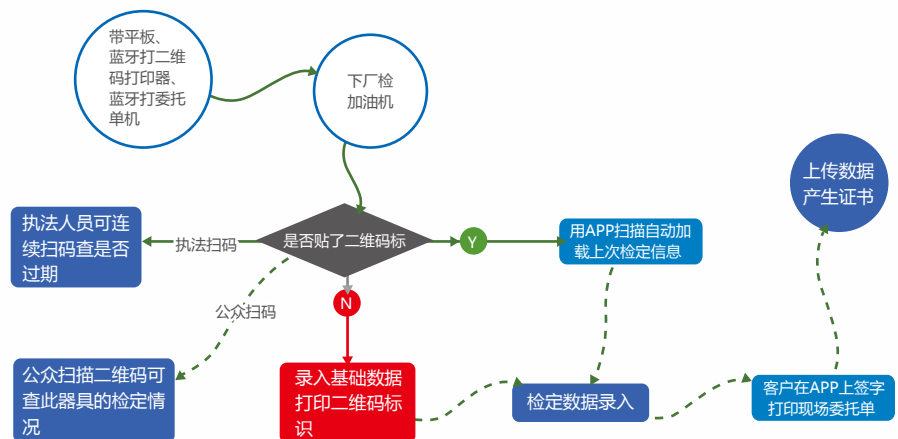 带平板、
蓝牙打二维
码打印器、
蓝牙打委托
单机
下厂检
加油机
上传数据
产生证书
执法人员可连
续扫码查是否
过期
执法扫码
是否贴了二维码标
Y
用APP扫描自动加
载上次检定信息
N
公众扫码
公众扫描二维码可
查此器具的检定情
况
录入基础数据
打印二维码标
识
检定数据录入
客户在APP上签字
打印现场委托单